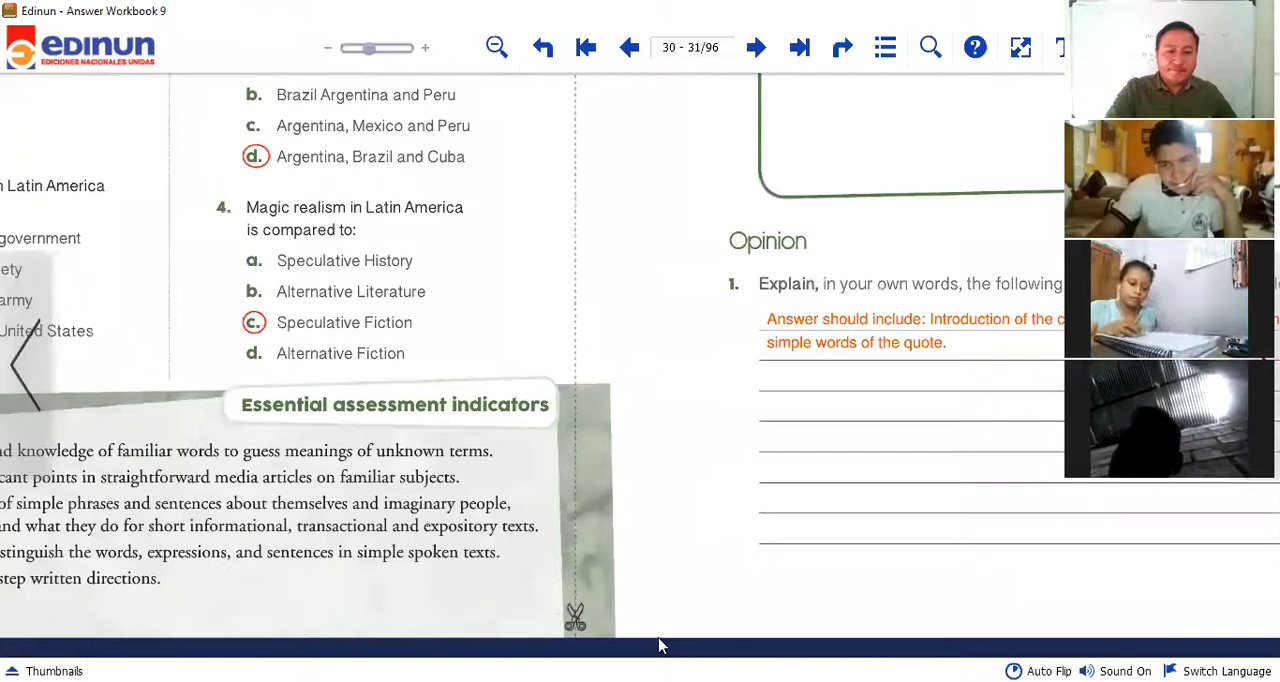 Edinun - Answer Workbook 9
EDINUN
EDICIONES NACIONALES UNIDAS
30 - 31/96
b. Brazil Argentina and Peru
c. Argentina, Mexico and Peru
d. Argentina, Brazil and Cuba
n Latin America
government
ety
army
United States
4. Magic realism in Latin America
is compared to:
a. Speculative History
b. Alternative Literature
c. Speculative Fiction
d. Alternative Fiction
Essential assessment indicators
nd knowledge of familiar words to guess meanings of unknown terms.
cant points in straightforward media articles on familiar subjects.
of simple phrases and sentences about themselves and imaginary people,
and what they do for short informational, transactional and expository texts.
stinguish the words, expressions, and sentences in simple spoken texts.
step written directions.
Opinion
1. Explain, in your own words, the following
Answer should include: Introduction of the c
simple words of the quote.
Thumbnails
Auto Flip
Sound On
Switch Language